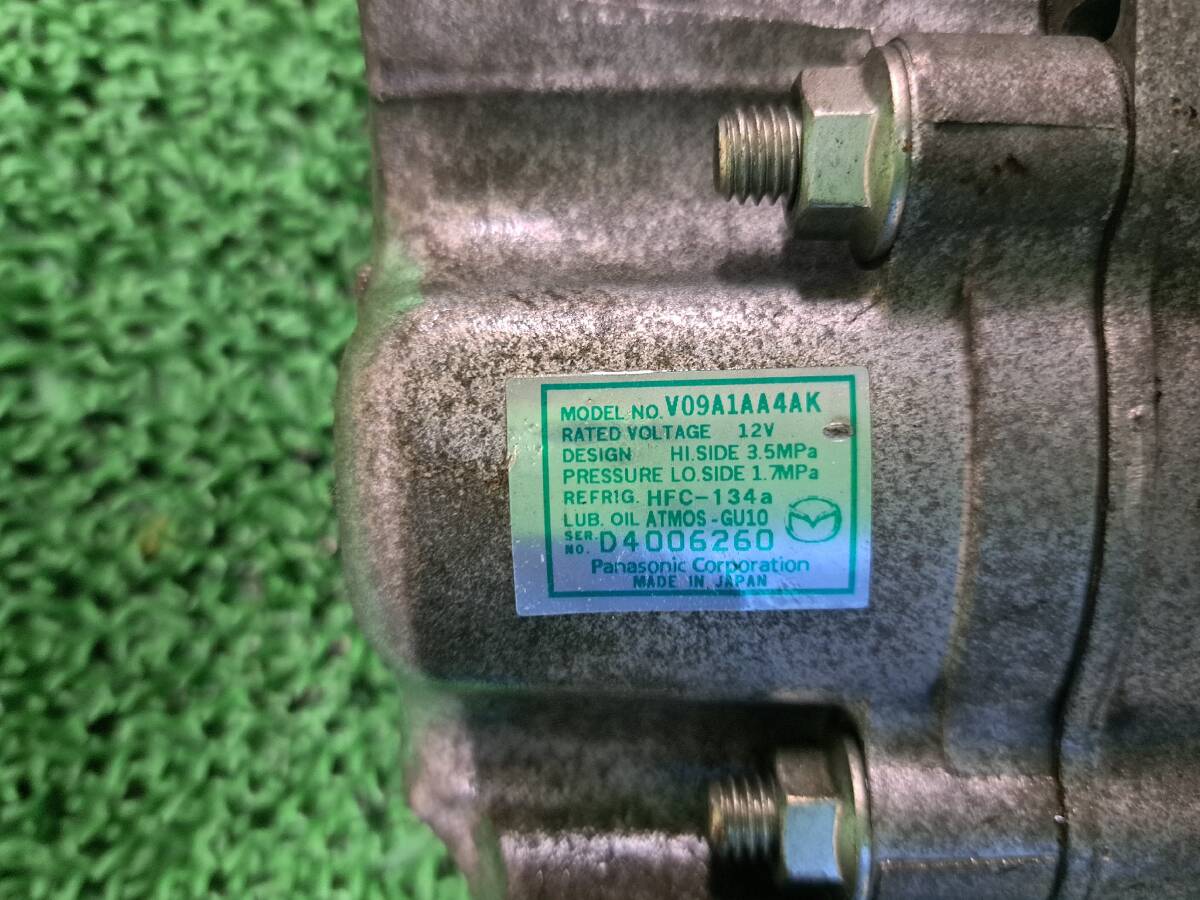 MODEL NO. V09A1AA4AK
RATED VOLTAGE 12V
DESIGN HI.SIDE 3.5MPa
PRESSURE LO.SIDE 1.7MPa
REFRIG. HFC-134a
LUB. OIL ATMOS-GU10
SER. NO. D4006260
Panasonic Corporation
MADE IN JAPAN